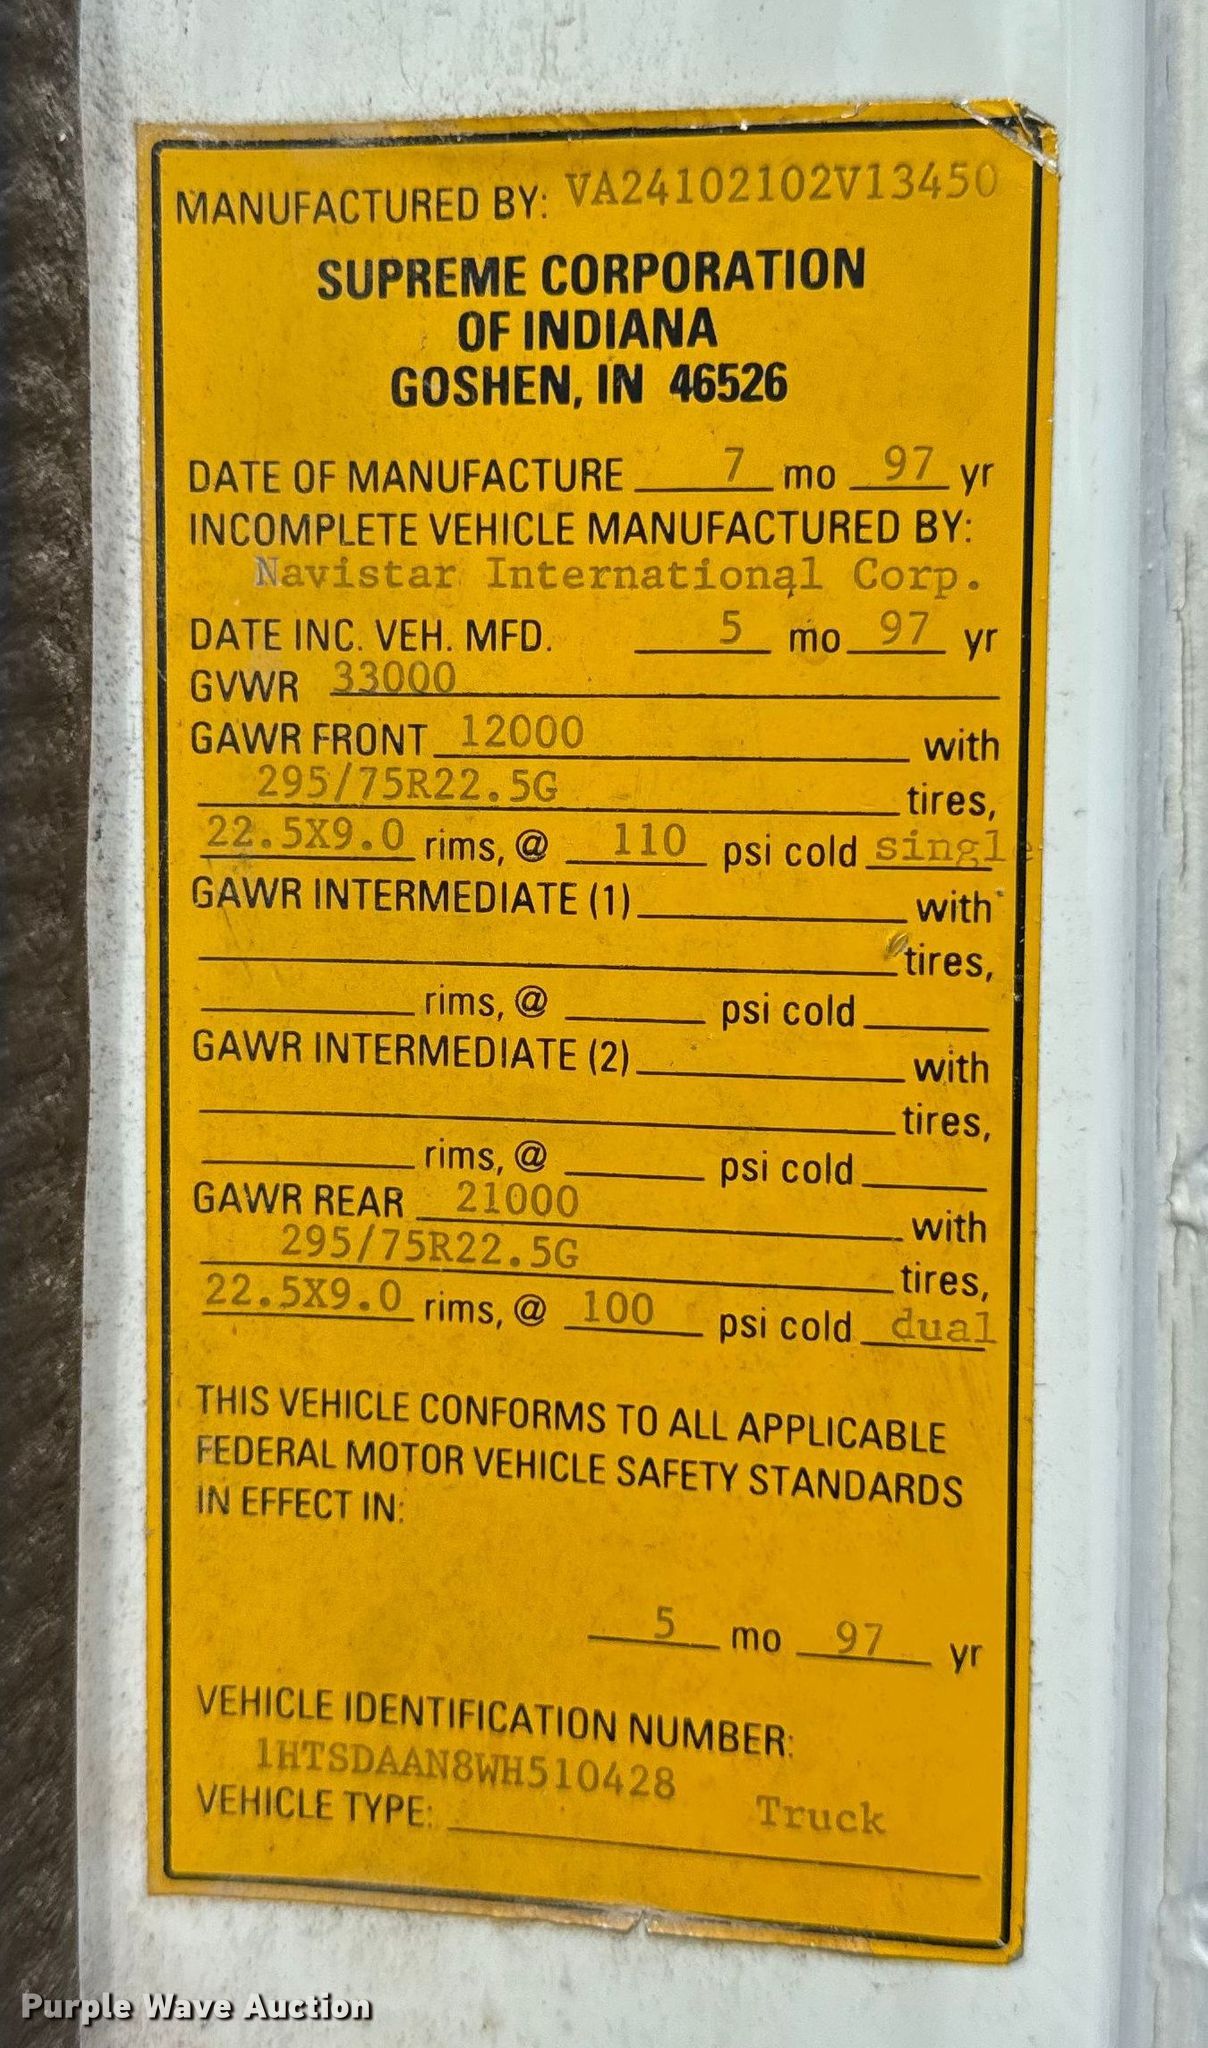 MANUFACTURED BY: VA24102102V13450
SUPREME CORPORATION
OF INDIANA
GOSHEN, IN 46526
DATE OF MANUFACTURE 7 mo 97 yr
INCOMPLETE VEHICLE MANUFACTURED BY:
Navistar International Corp.
DATE INC. VEH. MFD. 5 mo 97 yr
GVWR 33000
GAWR FRONT 12000 with
295/75R22.5G tires,
22.5X9.0 rims, @ 110 psi cold single
GAWR INTERMEDIATE (1) with
tires,
rims, @ psi cold
GAWR INTERMEDIATE (2) with
tires,
rims, @ psi cold
GAWR REAR 21000 with
295/75R22.5G tires,
22.5X9.0 rims, @ 100 psi cold dual
THIS VEHICLE CONFORMS TO ALL APPLICABLE
FEDERAL MOTOR VEHICLE SAFETY STANDARDS
IN EFFECT IN:
5 mo 97 yr
VEHICLE IDENTIFICATION NUMBER:
1HTSDAAN8WH510428
VEHICLE TYPE: Truck
Purple Wave Auction